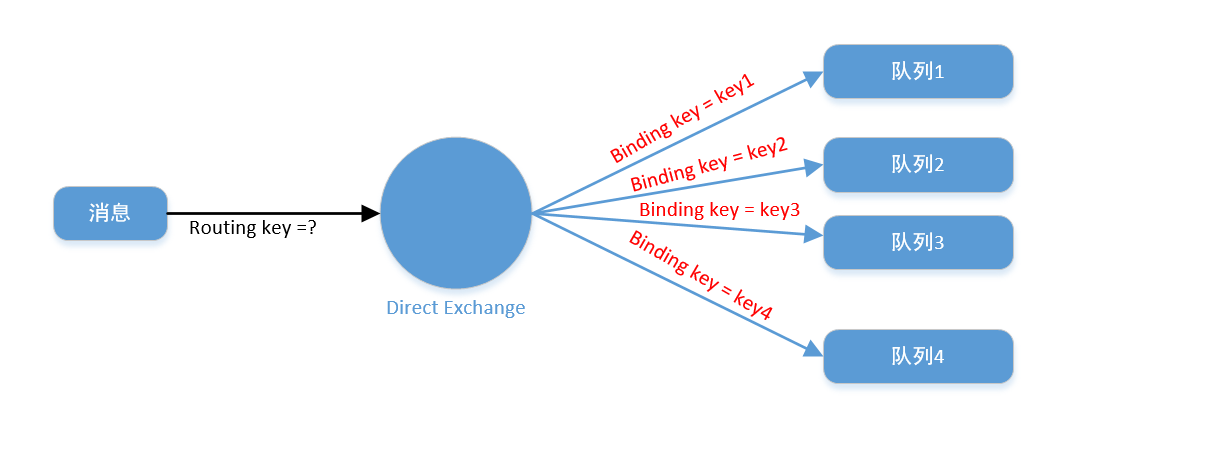 消息
Routing key =?
Direct Exchange
Binding key = key1
Binding key = key2
Binding key = key3
Binding key = key4
队列1
队列2
队列3
队列4